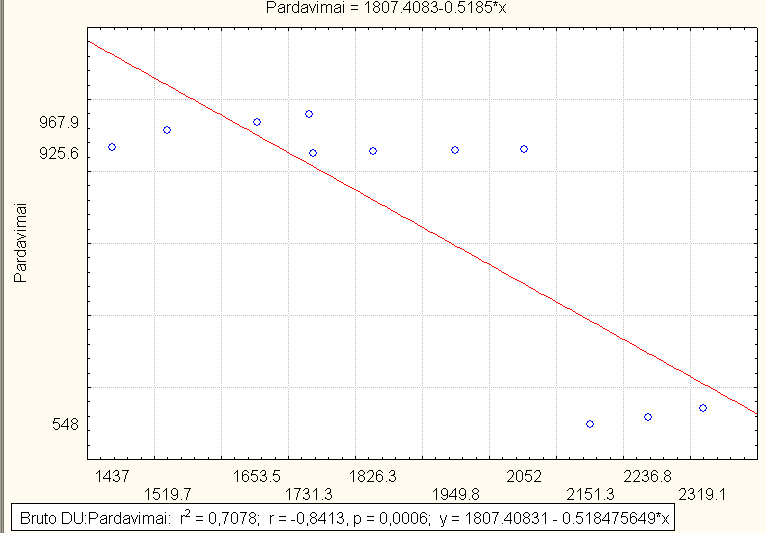 Pardavimai = 1807.4083-0.5185*x
967.9
925.6
Pardavimai
548
1437 1653.5 1826.3 2052 2236.8
1519.7 1731.3 1949.8 2151.3 2319.1
Bruto DU:Pardavimai: r² = 0,7078; r = -0,8413, p = 0,0006; y = 1807.40831 - 0.518475649*x